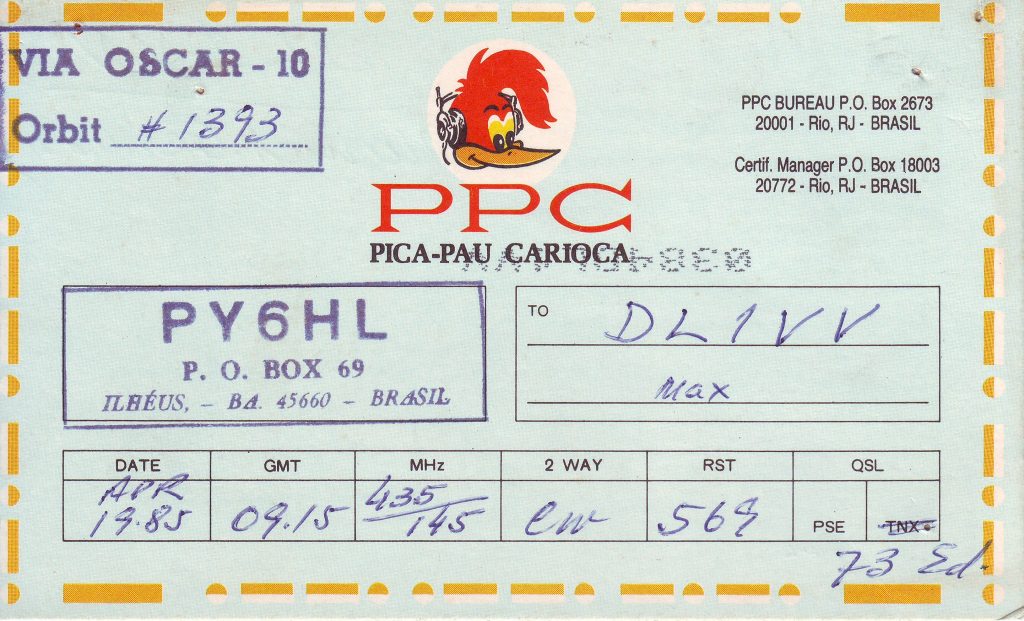 VIA OSCAR - 10
Orbit # 1393
PPC BUREAU P.O. Box 2673
20001 - Rio, RJ - BRASIL
Certif. Manager P.O. Box 18003
20772 - Rio, RJ - BRASIL
PPC
PICA-PAU CARIOCA
PY6HL
P. O. BOX 69
ILHÉUS, - BA. 45660 - BRASIL
TO DL1VV
Max
DATE GMT MHz 2 WAY RST QSL
APR 19.85 09.15 435/145 cw 569 PSE TNX
73 Ed.